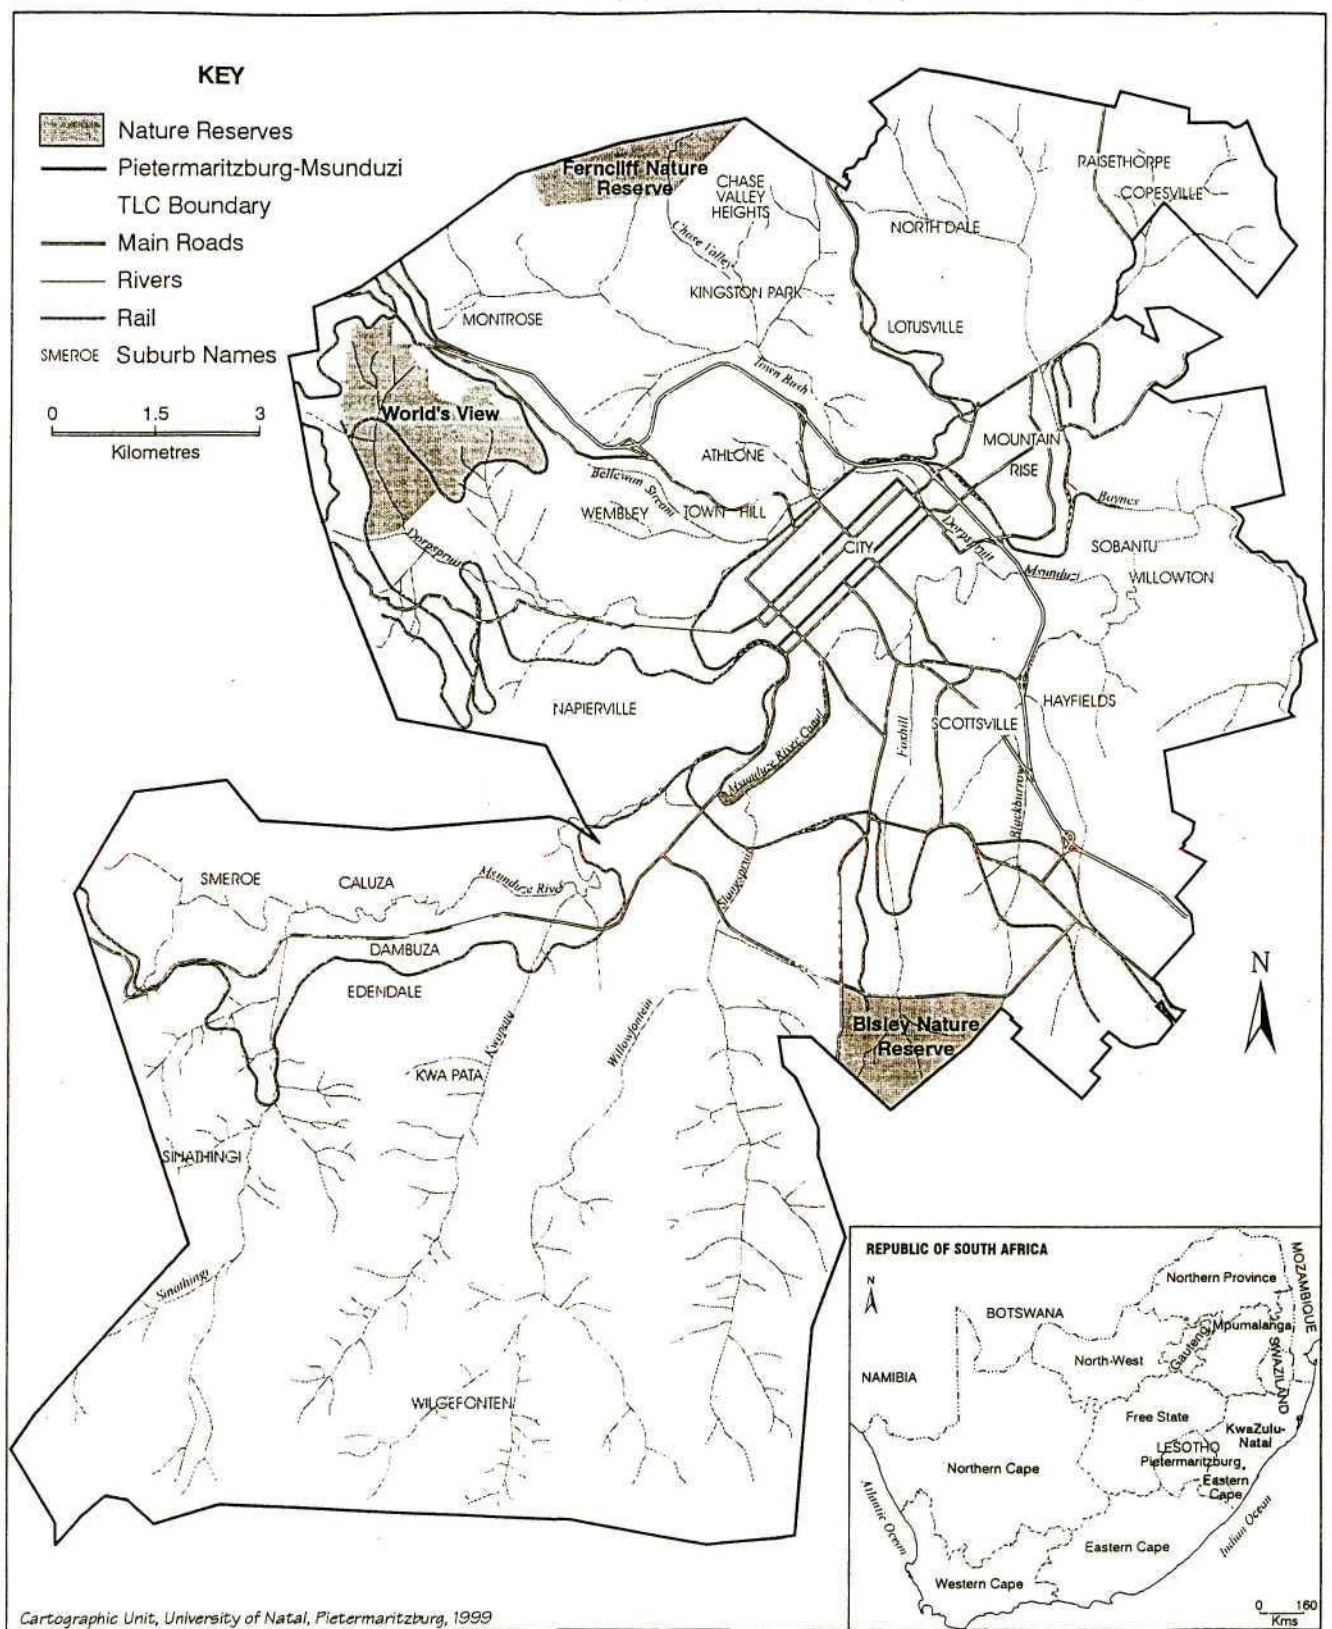 KEY
Nature Reserves
Pietermaritzburg-Msunduzi
TLC Boundary
Main Roads
Rivers
Rail
SMEROE Suburb Names
0 1.5 3
Kilometres
Ferncliff Nature
Reserve
CHASE
VALLEY
HEIGHTS
Chase Valley
RAISETHORPE
COPESVILLE
NORTH DALE
KINGSTON PARK
MONTROSE
LOTUSVILLE
Town Bush
World's View
ATHLONE
MOUNTAIN
RISE
Bellevan Stream
WEMBLEY
TOWN HILL
Baynes
CITY
Dorpspruit
SOBANTU
Dorpspruit
Msunduzi
WILLOWTON
NAPIERVILLE
HAYFIELDS
SCOTTSVILLE
Foxhill
Msunduze River Canal
Blackburrow
SMEROE
CALUZA
Msunduze River
Slangspruit
DAMBUZA
EDENDALE
N
Willowfontein
Kwapata
Bisley Nature
Reserve
KWA PATA
SINATHINGI
Sinathingi
WILGEFONTEN
REPUBLIC OF SOUTH AFRICA
N
MOZAMBIQUE
Northern Province
BOTSWANA
Mpumalanga
Gauteng
North-West
SWAZILAND
NAMIBIA
Free State
KwaZulu-
Natal
LESOTHO
Pietermaritzburg
Northern Cape
Eastern
Cape
Atlantic Ocean
Indian Ocean
Eastern Cape
Western Cape
0 160
Kms
Cartographic Unit, University of Natal, Pietermaritzburg, 1999